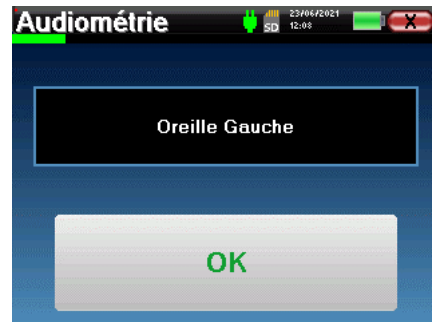 Audiométrie
SD
23/06/2021
12:08
X
Oreille Gauche
OK